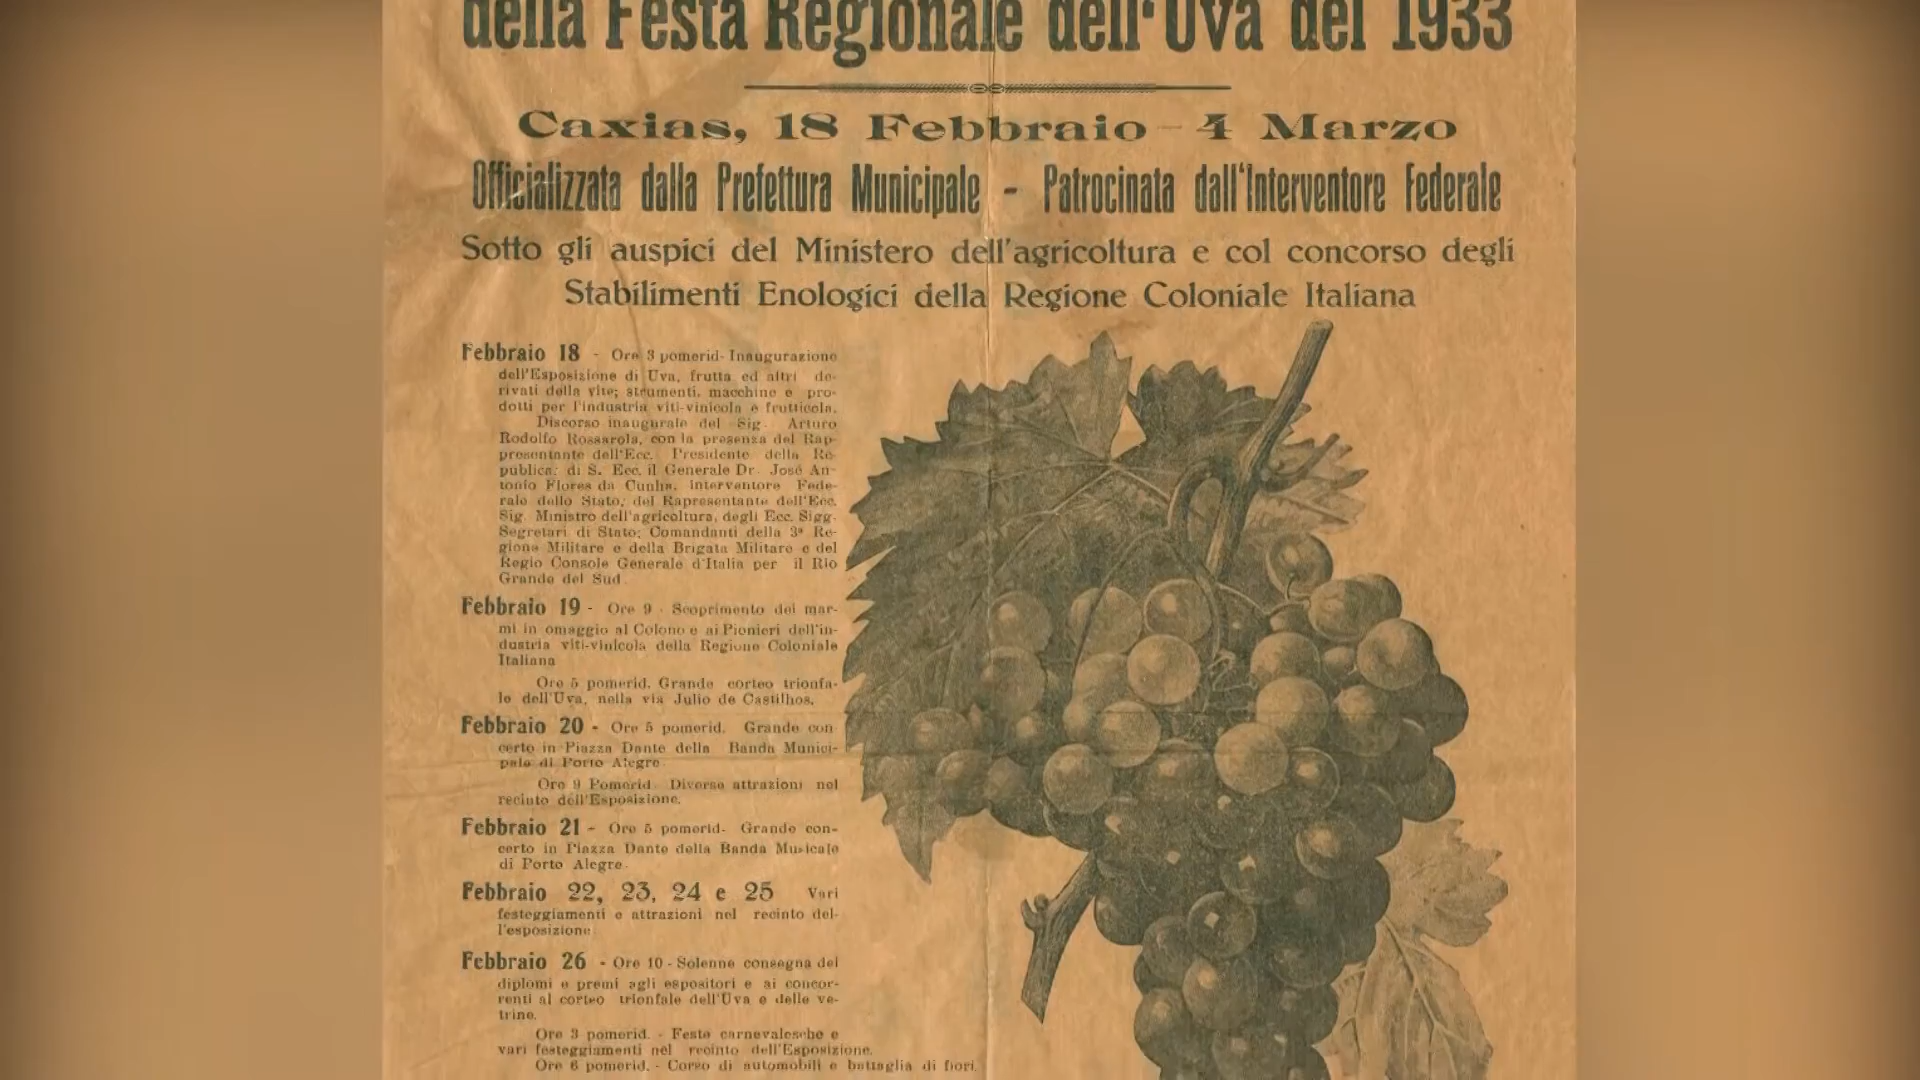 della Festa Regionale dell'Uva del 1933
Caxias, 18 Febbraio - 4 Marzo
Officializzata dalla Prefettura Municipale - Patrocinata dall'Interventore Federale
Sotto gli auspici del Ministero dell'agricoltura e col concorso degli
Stabilimenti Enologici della Regione Coloniale Italiana
Febbraio 18 - Ore 3 pomerid- Inaugurazione
dell'Esposizione di Uva, frutta ed altri de-
rivati della vite; strumenti, macchine e pro-
dotti per l'industria viti-vinicola e frutticola.
Discorso inaugurale del Sig. Arturo
Rodolfo Rossarola, con la presenza del Rap-
presentante dell'Ecc. Presidente della Re-
pubblica; di S. Ecc. il Generale Dr. José An-
tonio Flores da Cunha, interventore Fede-
rale dello Stato; del Rapresentante dell'Ecc.
Sig. Ministro dell'agricoltura, degli Ecc. Sigg.
Segretari di Stato; Comandanti della 3ª Re-
gione Militare e della Brigata Militare e del
Regio Console Generale d'Italia per il Rio
Grande del Sud.
Febbraio 19 - Ore 9 - Scoprimento dei mar-
mi in omaggio al Colono e ai Pionieri dell'in-
dustria viti-vinicola della Regione Coloniale
Italiana
Ore 5 pomerid. Grande corteo trionfa-
le dell'Uva, nella via Julio de Castilhos.
Febbraio 20 - Ore 5 pomerid. Grande con
certo in Piazza Dante della Banda Munici-
pale di Porto Alegre
Ore 9 Pomerid. Diverse attrazioni nel
recinto dell'Esposizione.
Febbraio 21 - Ore 5 pomerid- Grande con-
certo in Piazza Dante della Banda Musicale
di Porto Alegre.
Febbraio 22, 23, 24 e 25 Vari
festeggiamenti e attrazioni nel recinto del-
l'esposizione
Febbraio 26 - Ore 10 - Solenne consegna dei
diplomi e premi agli espositori e ai concor-
renti al corteo trionfale dell'Uva e delle ve-
trine.
Ore 3 pomerid. - Feste carnevalesche e
vari festeggiamenti nel recinto dell'Esposizione.
Ore 6 pomerid. - Corso di automobili e battaglia di fiori.